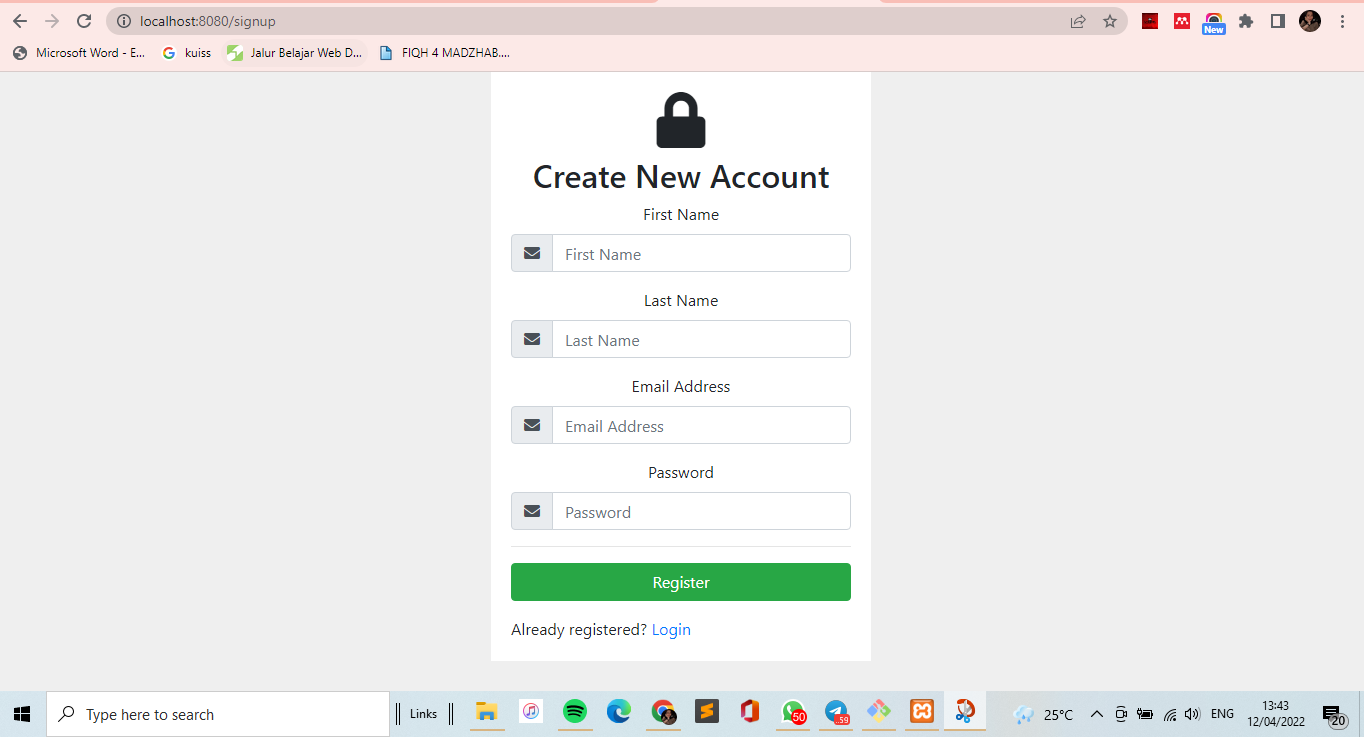 localhost:8080/signup
New
Microsoft Word - E...
kuiss
Jalur Belajar Web D...
FIQH 4 MADZHAB....
Create New Account
First Name
First Name
Last Name
Last Name
Email Address
Email Address
Password
Password
Register
Already registered? Login
Type here to search
Links
50
.59
25°C
ENG
13:43
12/04/2022
20